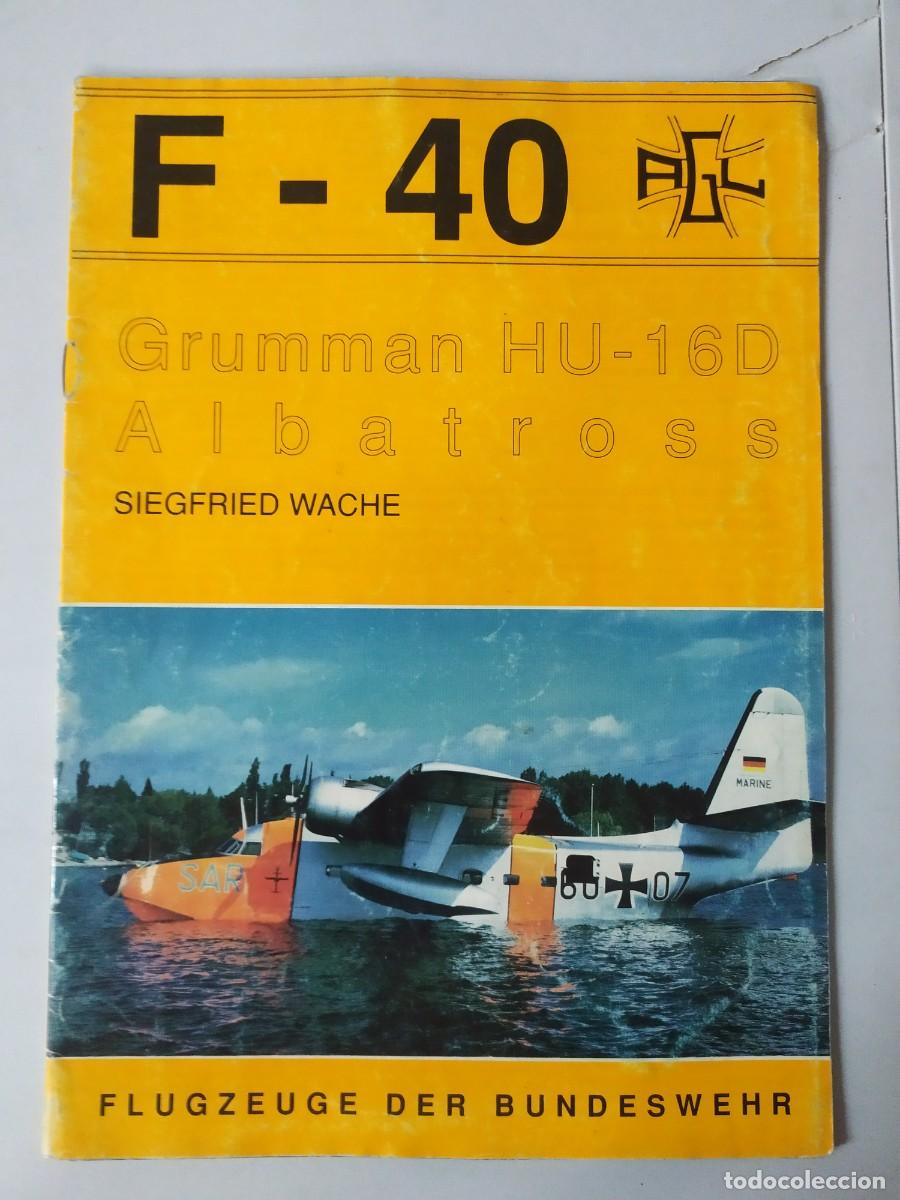 F - 40
AGL
Grumman HU-16D
Albatross
SIEGFRIED WACHE
MARINE
SAR
60 07
FLUGZEUGE DER BUNDESWEHR
todocoleccion